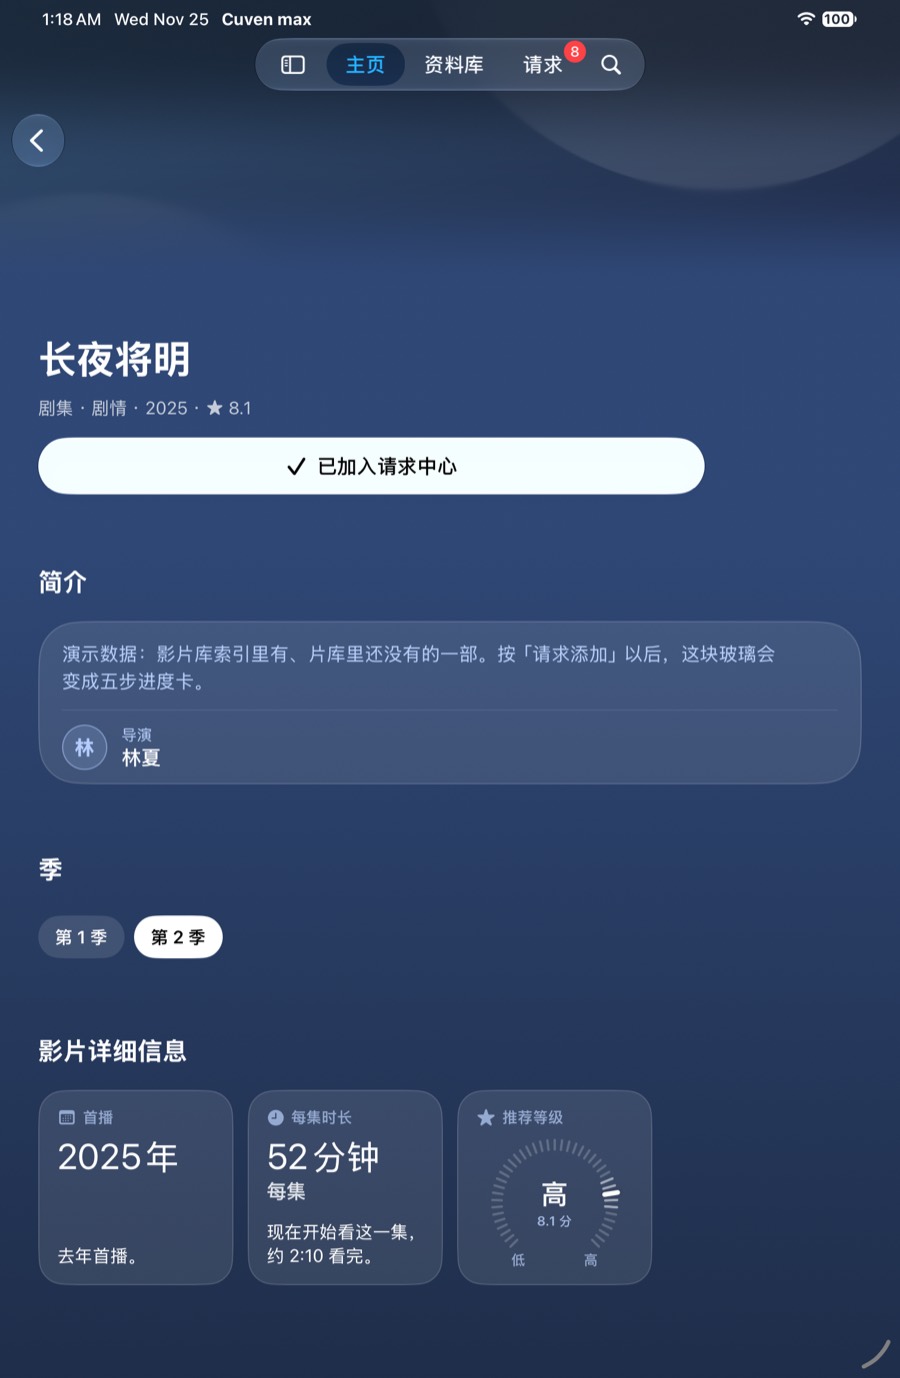 1:18 AM Wed Nov 25 Cuven max 100
主页 资料库 请求 8
长夜将明
剧集 · 剧情 · 2025 · ★ 8.1
✓ 已加入请求中心
简介
演示数据：影片库索引里有、片库里还没有的一部。按「请求添加」以后，这块玻璃会
变成五步进度卡。
林
导演
林夏
季
第 1 季 第 2 季
影片详细信息
首播
2025年
去年首播。
每集时长
52分钟
每集
现在开始看这一集，
约 2:10 看完。
推荐等级
高
8.1 分
低 高